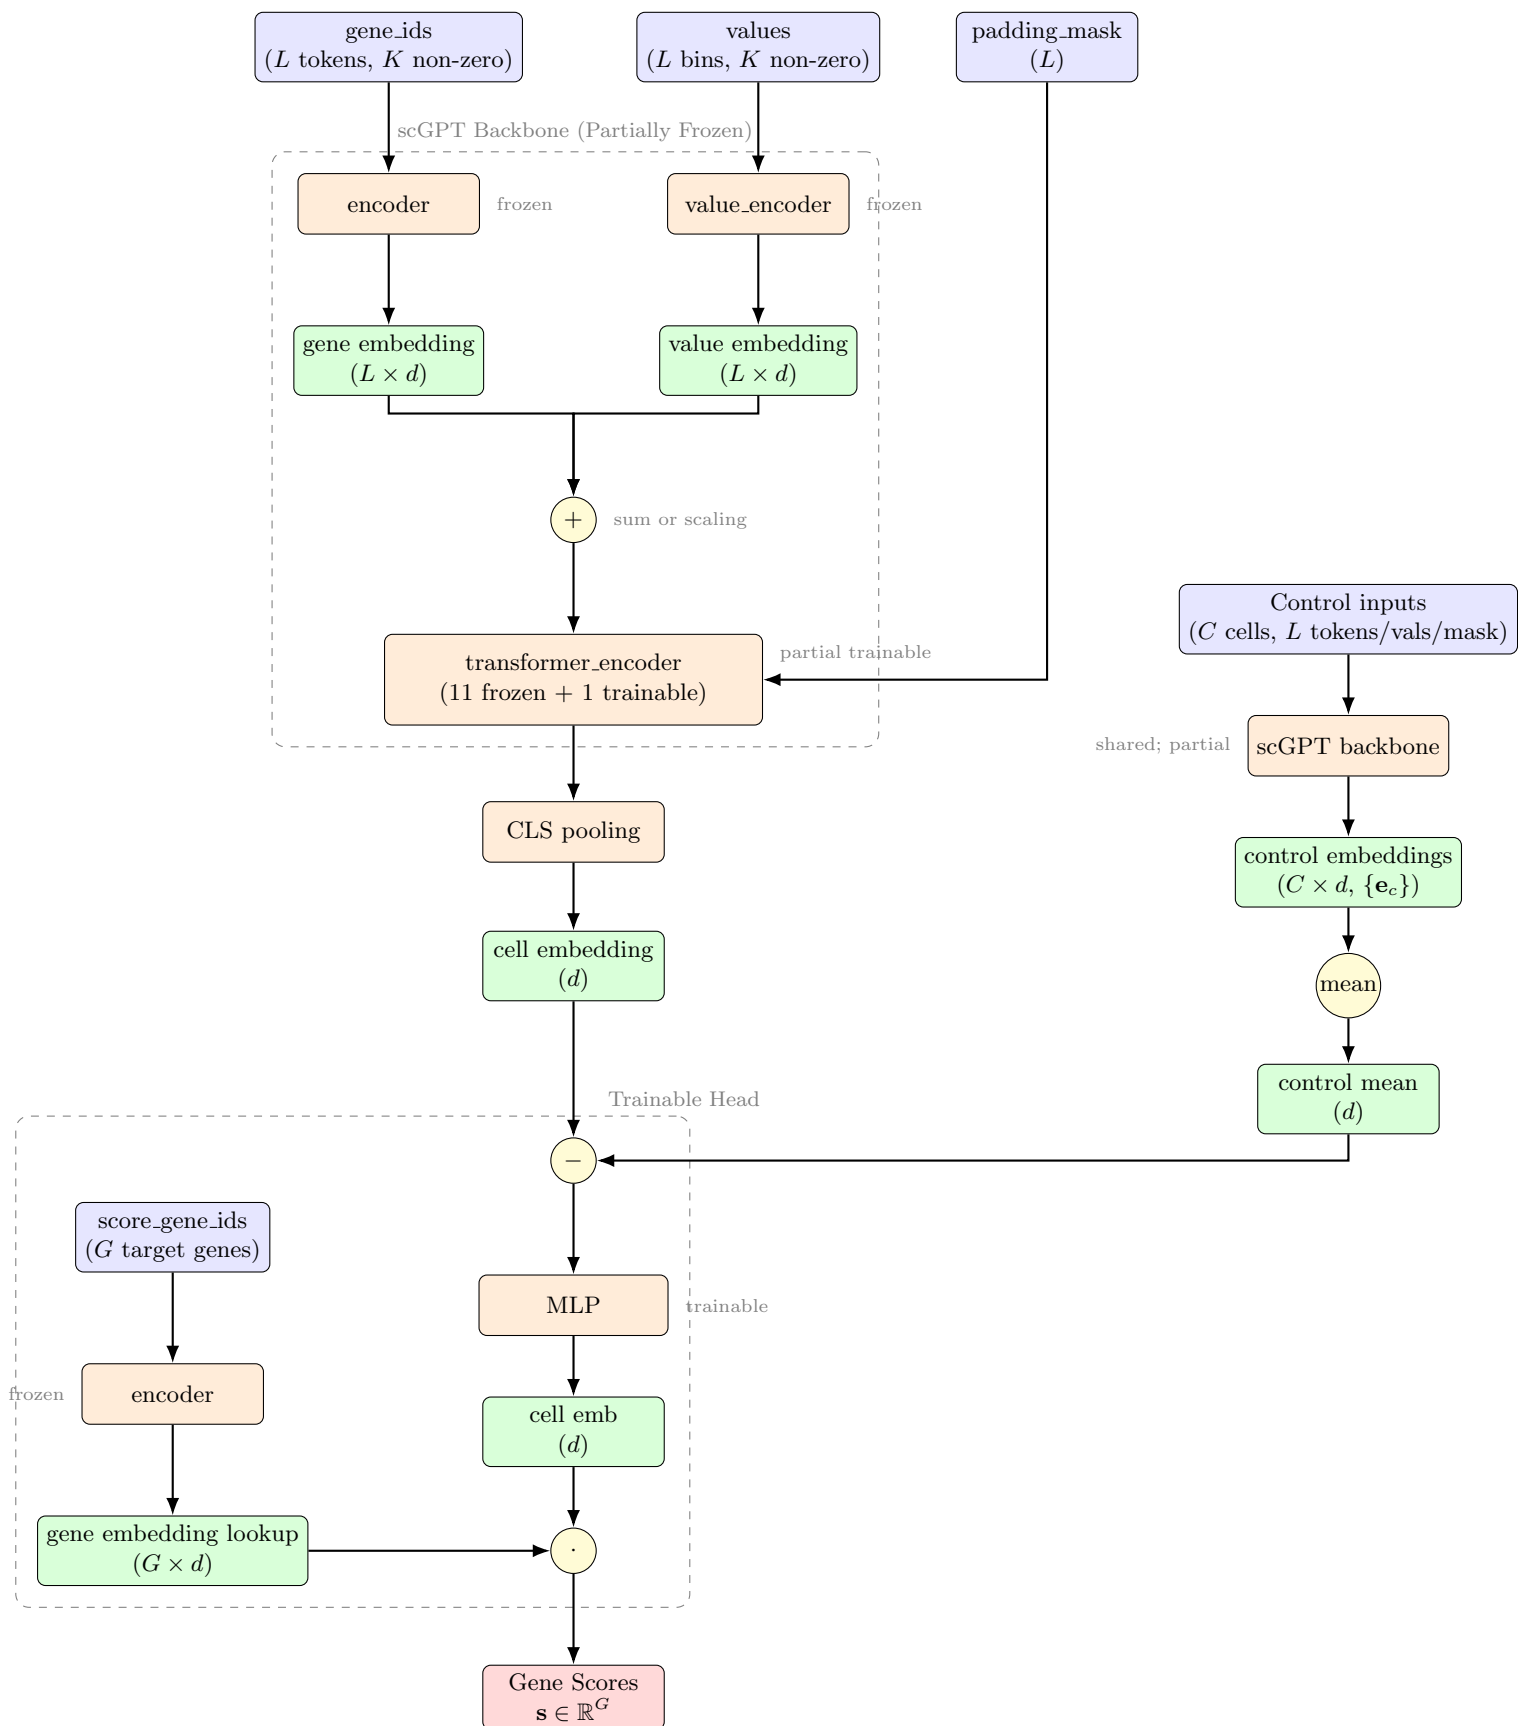 gene_ids
(L tokens, K non-zero)
values
(L bins, K non-zero)
padding_mask
(L)
scGPT Backbone (Partially Frozen)
encoder
frozen
value_encoder
frozen
gene embedding
(L × d)
value embedding
(L × d)
+
sum or scaling
transformer_encoder
(11 frozen + 1 trainable)
partial trainable
Control inputs
(C cells, L tokens/vals/mask)
shared; partial
scGPT backbone
CLS pooling
control embeddings
(C × d, {e_c})
cell embedding
(d)
mean
control mean
(d)
Trainable Head
−
score_gene_ids
(G target genes)
MLP
trainable
frozen
encoder
cell emb
(d)
gene embedding lookup
(G × d)
·
Gene Scores
s ∈ ℝ^G